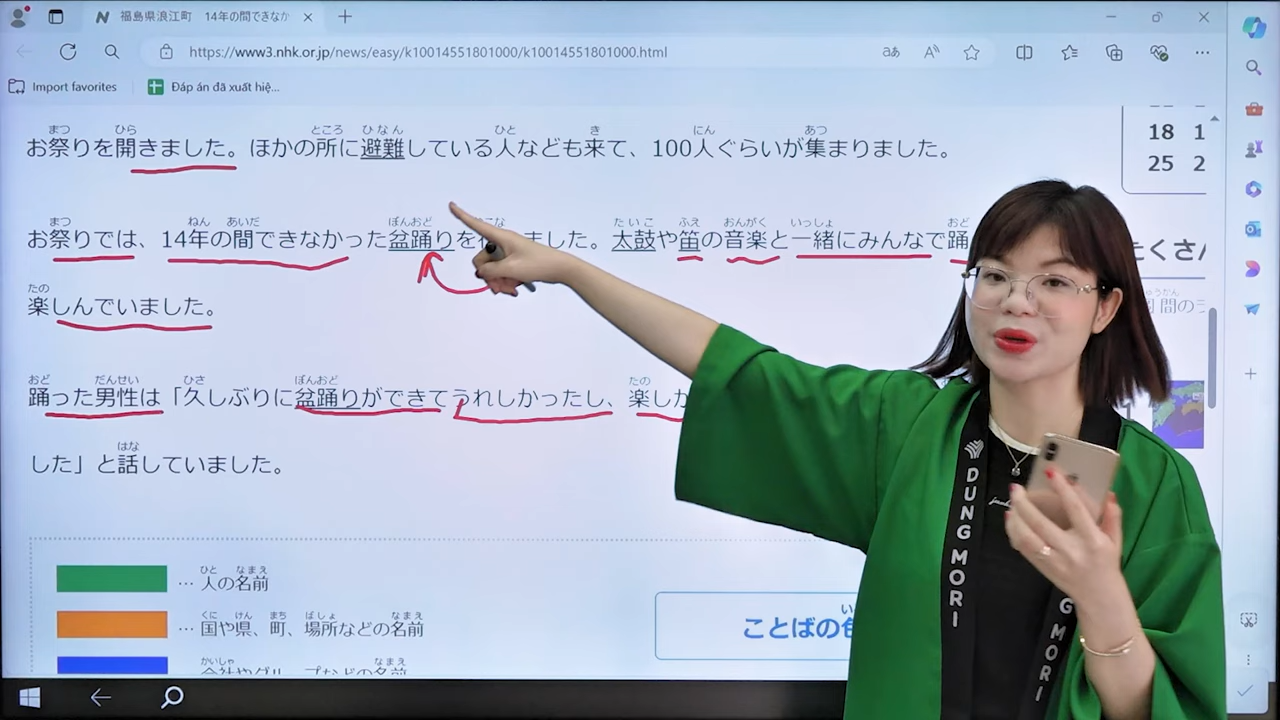 福島県浪江町 14年の間できなか
https://www3.nhk.or.jp/news/easy/k10014551801000/k10014551801000.html
Import favorites
Đáp án đã xuất hiệ...
お祭りを開きました。ほかの所に避難している人なども来て、100人ぐらいが集まりました。
お祭りでは、14年の間できなかった盆踊りを ました。太鼓や笛の音楽と一緒にみんなで踊
楽しんでいました。
踊った男性は「久しぶりに盆踊りができてうれしかったし、楽し
した」と話していました。
18 1
25 2
たくさ
間の
… 人の名前
… 国や県、町、場所などの名前
ことばの
DUNG MORI
G MORI